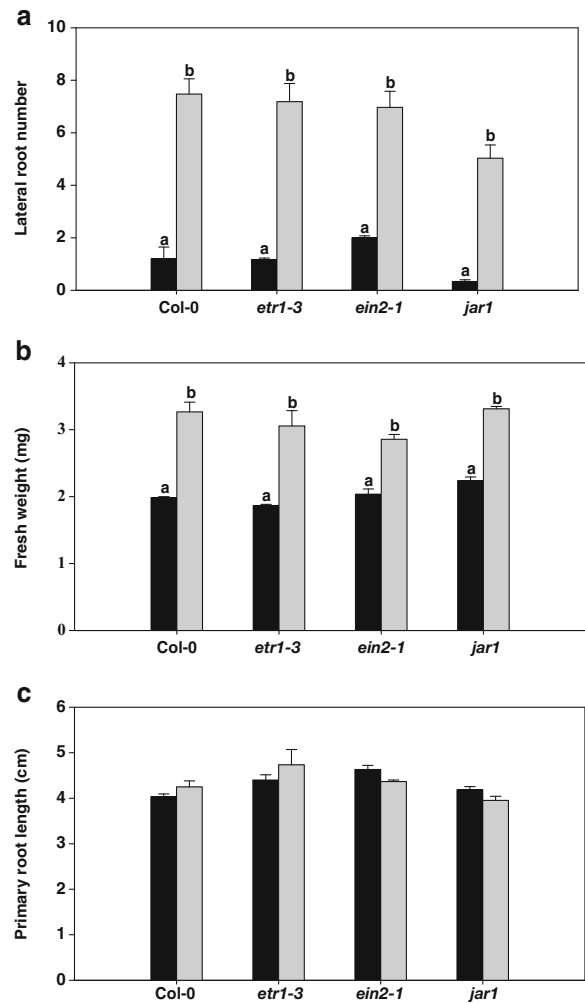 a
Lateral root number
10
8
6
4
2
0
a
b
a
b
a
b
a
b
Col-0
etr1-3
ein2-1
jar1
b
Fresh weight (mg)
4
3
2
1
0
a
b
a
b
a
b
a
b
Col-0
etr1-3
ein2-1
jar1
c
Primary root length (cm)
6
5
4
3
2
1
0
Col-0
etr1-3
ein2-1
jar1